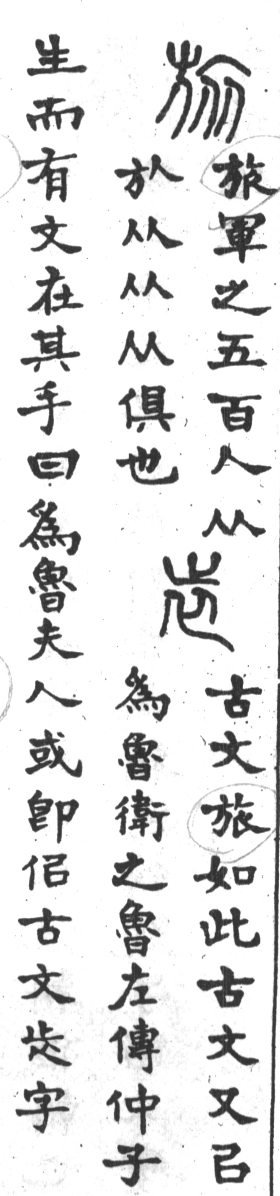 旅
旅軍之五百人从
㫃从从从俱也
𣥐
古文旅如此古文又㠯
為魯衛之魯左傳仲子
生而有文在其手曰為魯夫人或卽佀古文𣥐字